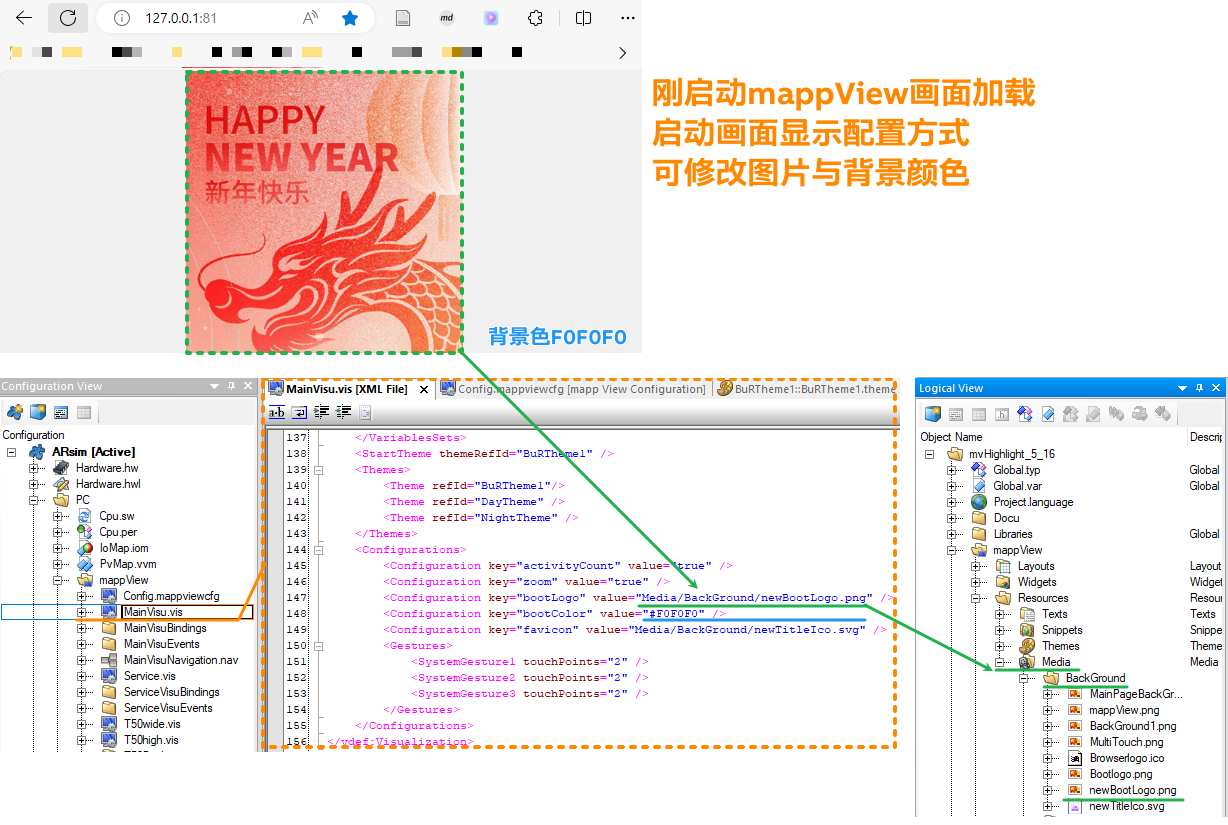 127.0.0.1:81
md
HAPPY
NEW YEAR
新年快乐
背景色F0F0F0
刚启动mappView画面加载
启动画面显示配置方式
可修改图片与背景颜色
Configuration View
Configuration
ARsim [Active]
Hardware.hw
Hardware.hwl
PC
Cpu.sw
Cpu.per
IoMap.iom
PvMap.vvm
mappView
Config.mappviewcfg
MainVisu.vis
MainVisuBindings
MainVisuEvents
MainVisuNavigation.nav
Service.vis
ServiceVisuBindings
ServiceVisuEvents
T50wide.vis
T50high.vis
MainVisu.vis [XML File]
Config.mappviewcfg [mapp View Configuration]
BuRTheme1::BuRTheme1.theme
137 </VariablesSets>
138 <StartTheme themeRefId="BuRTheme1" />
139 <Themes>
140 <Theme refId="BuRTheme1"/>
141 <Theme refId="DayTheme" />
142 <Theme refId="NightTheme" />
143 </Themes>
144 <Configurations>
145 <Configuration key="activityCount" value="true" />
146 <Configuration key="zoom" value="true" />
147 <Configuration key="bootLogo" value="Media/BackGround/newBootLogo.png" />
148 <Configuration key="bootColor" value="#F0F0F0" />
149 <Configuration key="favicon" value="Media/BackGround/newTitleIco.svg" />
150 <Gestures>
151 <SystemGesture1 touchPoints="2" />
152 <SystemGesture2 touchPoints="2" />
153 <SystemGesture3 touchPoints="2" />
154 </Gestures>
155 </Configurations>
156 </vdef:Visualization>
Logical View
Object Name Descrip
mvHighlight_5_16
Global.typ Global
Global.var Global
Project.language
Docu
Libraries Global
mappView
Layouts Layout
Widgets Widget
Resources Resour
Texts Texts
Snippets Snippe
Themes Theme
Media Media
BackGround
MainPageBackGr...
mappView.png
BackGround1.png
MultiTouch.png
Browserlogo.ico
Bootlogo.png
newBootLogo.png
newTitleIco.svg